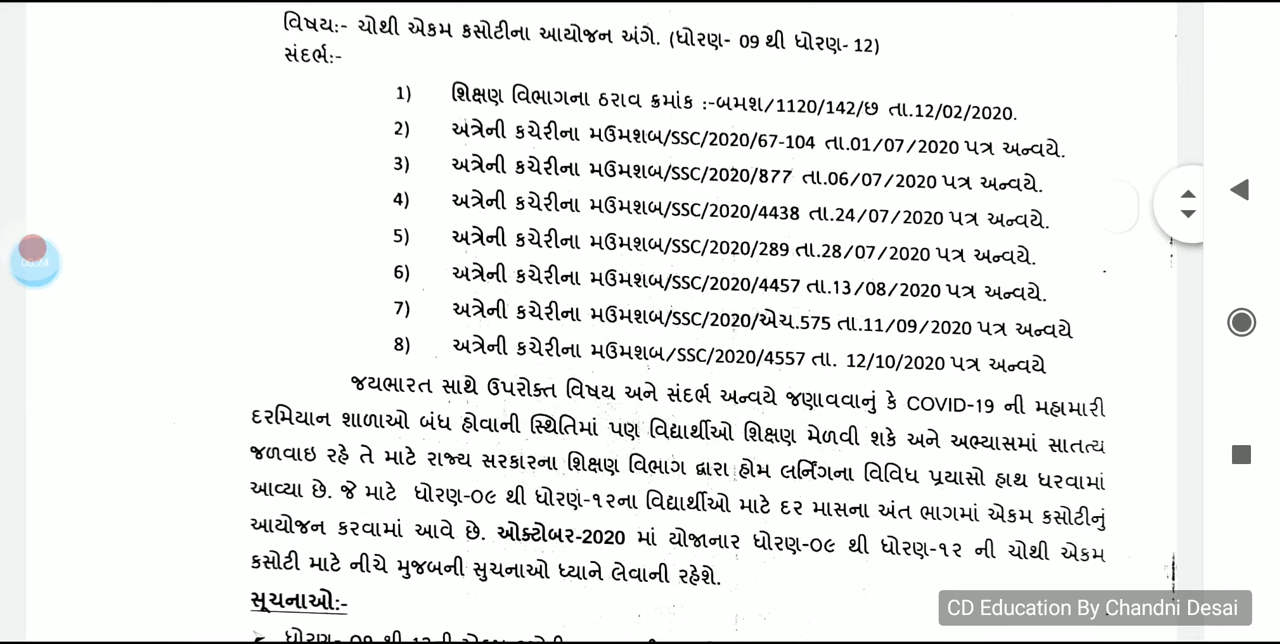 વિષય:- ચોથી એકમ કસોટીના આયોજન અંગે. (ધોરણ- 09 થી ધોરણ- 12)
સંદર્ભ:-
1) શિક્ષણ વિભાગના ઠરાવ ક્રમાંક :-બમશ/1120/142/છ તા.12/02/2020.
2) અત્રેની કચેરીના મઉમશબ/SSC/2020/67-104 તા.01/07/2020 પત્ર અન્વયે.
3) અત્રેની કચેરીના મઉમશબ/SSC/2020/877 તા.06/07/2020 પત્ર અન્વયે.
4) અત્રેની કચેરીના મઉમશબ/SSC/2020/4438 તા.24/07/2020 પત્ર અન્વયે.
5) અત્રેની કચેરીના મઉમશબ/SSC/2020/289 તા.28/07/2020 પત્ર અન્વયે.
6) અત્રેની કચેરીના મઉમશબ/SSC/2020/4457 તા.13/08/2020 પત્ર અન્વયે.
7) અત્રેની કચેરીના મઉમશબ/SSC/2020/એચ.575 તા.11/09/2020 પત્ર અન્વયે
8) અત્રેની કચેરીના મઉમશબ/SSC/2020/4557 તા. 12/10/2020 પત્ર અન્વયે
જયભારત સાથે ઉપરોક્ત વિષય અને સંદર્ભ અન્વયે જણાવવાનું કે COVID-19 ની મહામારી
દરમિયાન શાળાઓ બંધ હોવાની સ્થિતિમાં પણ વિદ્યાર્થીઓ શિક્ષણ મેળવી શકે અને અભ્યાસમાં સાતત્ય
જળવાઇ રહે તે માટે રાજ્ય સરકારના શિક્ષણ વિભાગ દ્વારા હોમ લર્નિંગના વિવિધ પ્રયાસો હાથ ધરવામાં
આવ્યા છે. જે માટે ધોરણ-૦૯ થી ધોરણ-૧૨ના વિદ્યાર્થીઓ માટે દર માસના અંત ભાગમાં એકમ કસોટીનું
આયોજન કરવામાં આવે છે. ઓક્ટોબર-2020 માં યોજાનાર ધોરણ-૦૯ થી ધોરણ-૧૨ ની ચોથી એકમ
કસોટી માટે નીચે મુજબની સુચનાઓ ધ્યાને લેવાની રહેશે.
સૂચનાઓ:-
CD Education By Chandni Desai